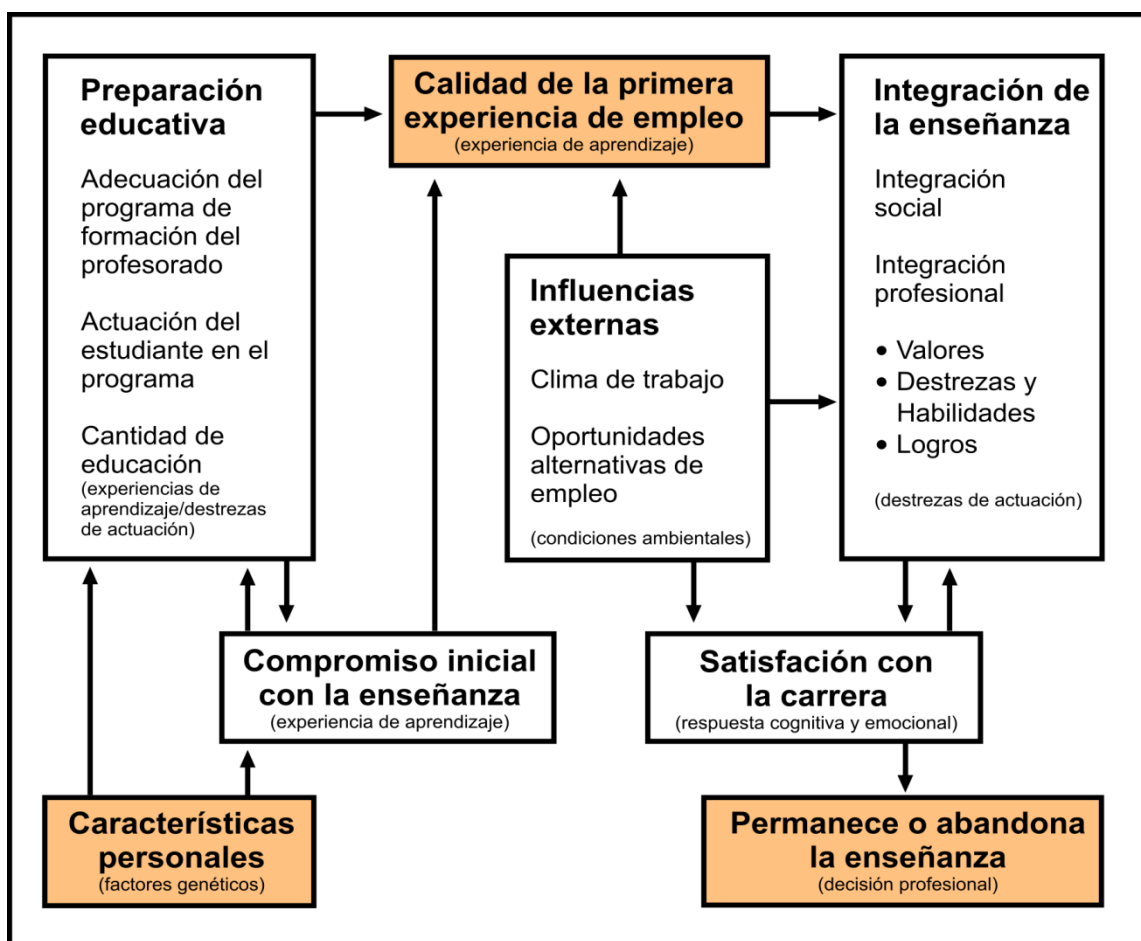 Preparación
educativa
Adecuación del
programa de
formación del
profesorado
Actuación del
estudiante en el
programa
Cantidad de
educación
(experiencias de
aprendizaje/destrezas
de actuación)
Calidad de la primera
experiencia de empleo
(experiencia de aprendizaje)
Integración de
la enseñanza
Integración
social
Integración
profesional
• Valores
• Destrezas y
Habilidades
• Logros
(destrezas de actuación)
Influencias
externas
Clima de trabajo
Oportunidades
alternativas de
empleo
(condiciones ambientales)
Compromiso inicial
con la enseñanza
(experiencia de aprendizaje)
Satisfacción con
la carrera
(respuesta cognitiva y emocional)
Características
personales
(factores genéticos)
Permanece o abandona
la enseñanza
(decisión profesional)